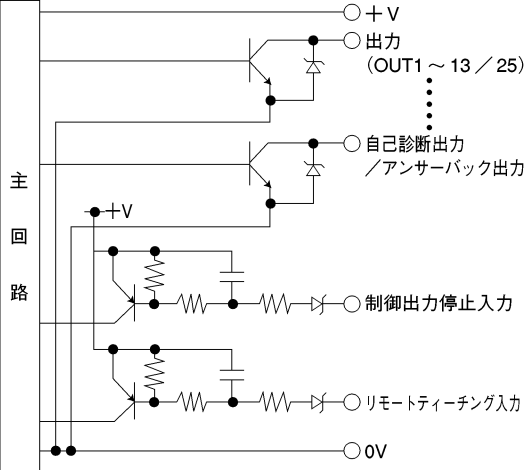 ＋V
出力
(OUT1～13／25)
自己診断出力
／アンサーバック出力
主
回
路
＋V
制御出力停止入力
リモートティーチング入力
0V